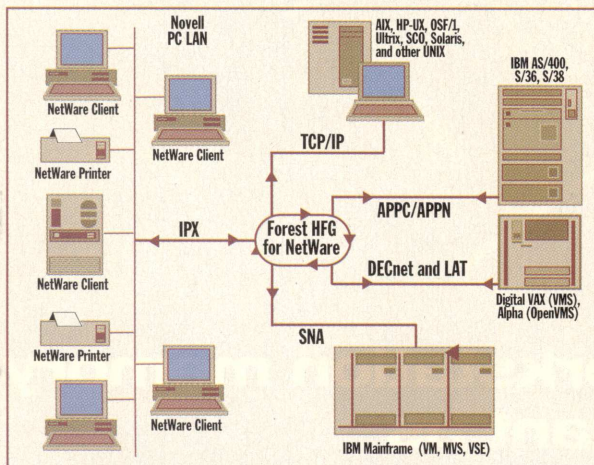 Novell
PC LAN
NetWare Client
NetWare Client
NetWare Printer
NetWare Client
NetWare Printer
NetWare Client
IPX
Forest HFG
for NetWare
TCP/IP
AIX, HP-UX, OSF/1,
Ultrix, SCO, Solaris,
and other UNIX
APPC/APPN
IBM AS/400,
S/36, S/38
DECnet and LAT
Digital VAX (VMS),
Alpha (OpenVMS)
SNA
IBM Mainframe (VM, MVS, VSE)